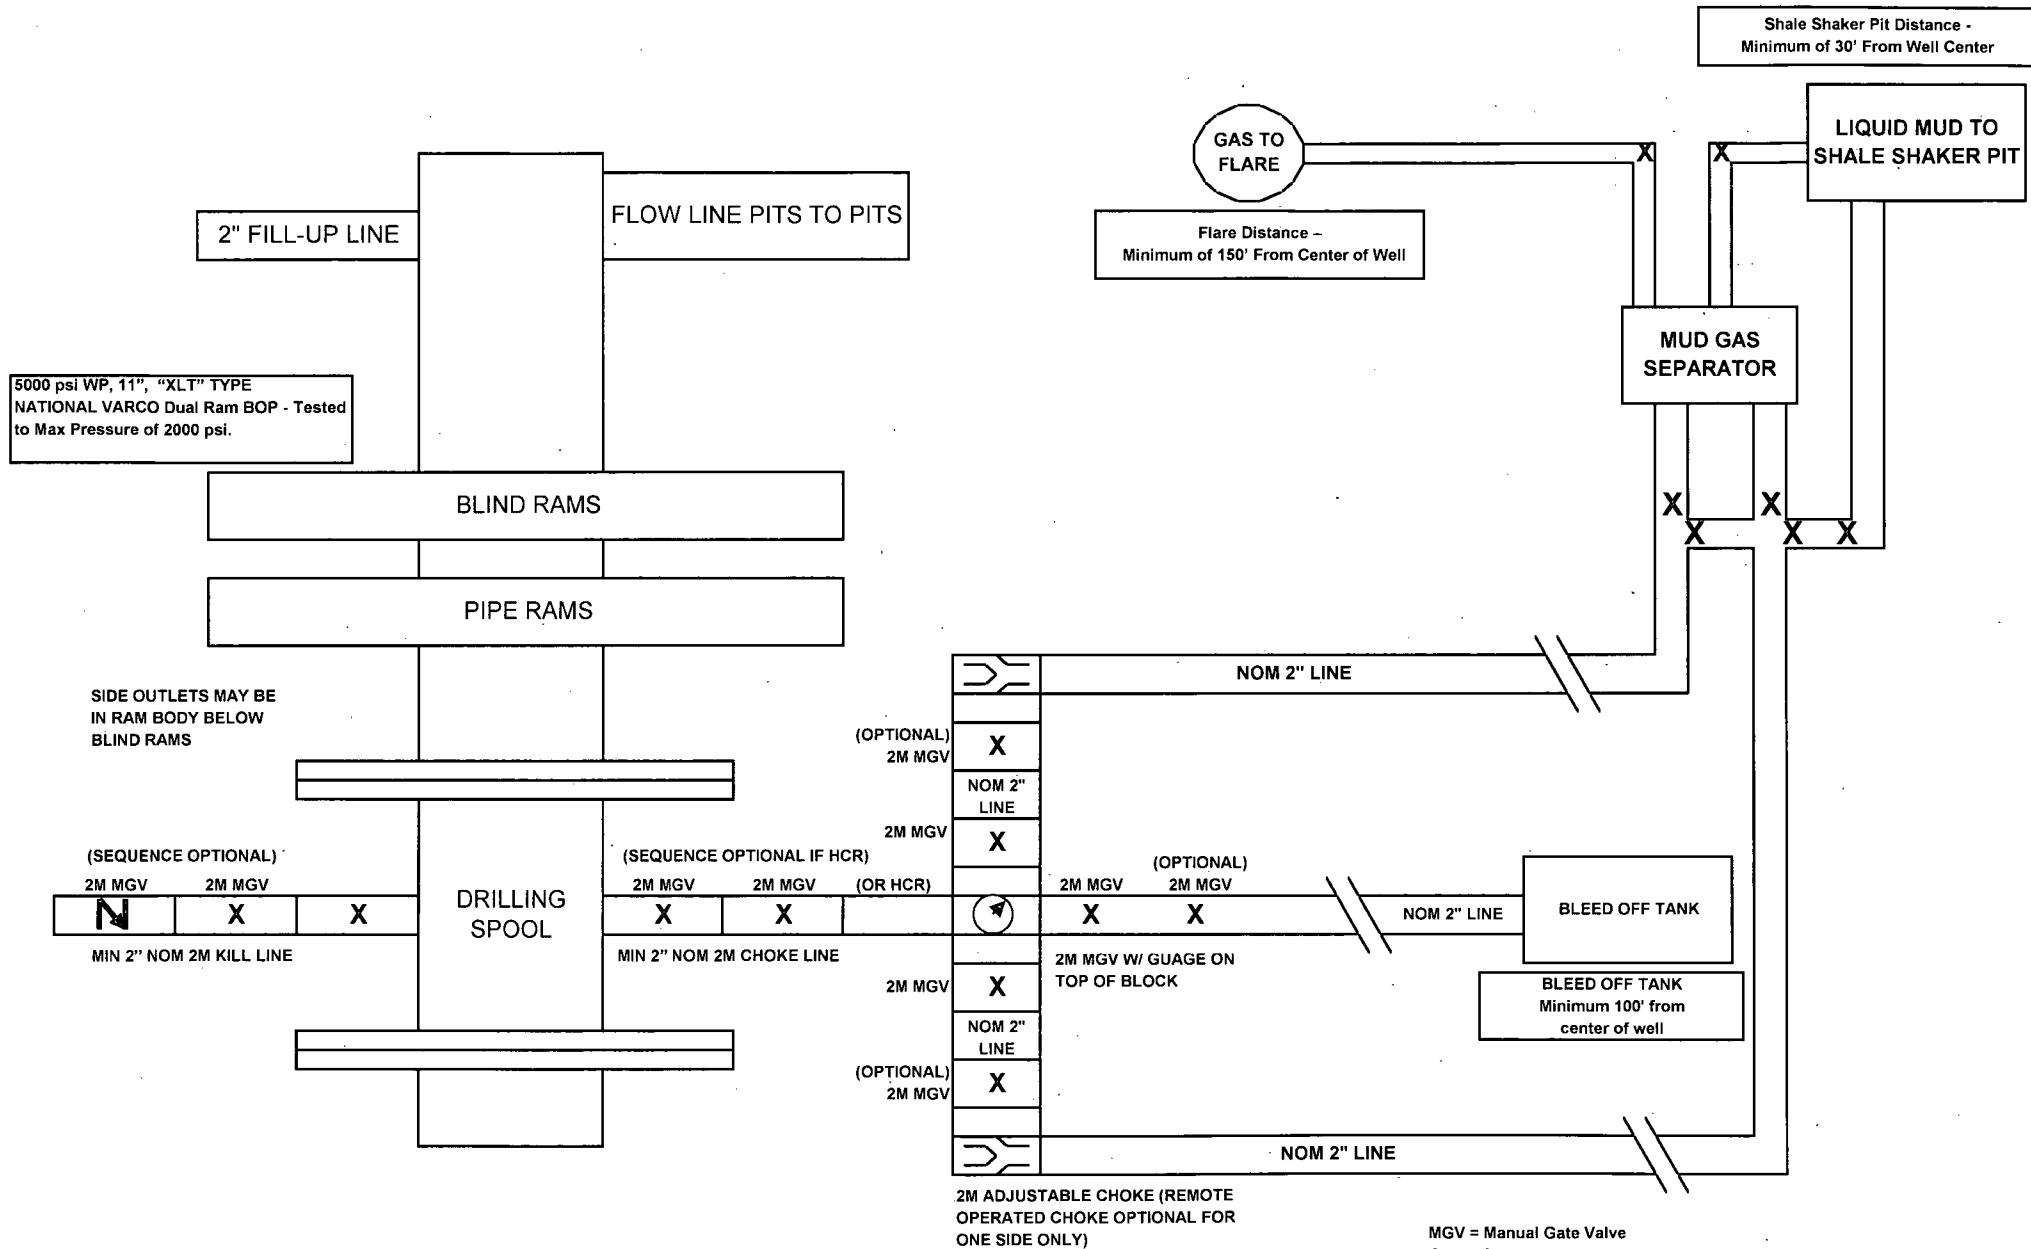 Shale Shaker Pit Distance -
Minimum of 30' From Well Center
GAS TO
FLARE
LIQUID MUD TO
SHALE SHAKER PIT
X
X
FLOW LINE PITS TO PITS
2" FILL-UP LINE
Flare Distance –
Minimum of 150' From Center of Well
MUD GAS
SEPARATOR
5000 psi WP, 11", "XLT" TYPE
NATIONAL VARCO Dual Ram BOP - Tested
to Max Pressure of 2000 psi.
BLIND RAMS
X
X
X
X
X
PIPE RAMS
NOM 2" LINE
SIDE OUTLETS MAY BE
IN RAM BODY BELOW
BLIND RAMS
(OPTIONAL)
2M MGV
X
NOM 2"
LINE
2M MGV
X
(SEQUENCE OPTIONAL)
2M MGV
2M MGV
N
X
X
MIN 2" NOM 2M KILL LINE
DRILLING
SPOOL
(SEQUENCE OPTIONAL IF HCR)
2M MGV
2M MGV
(OR HCR)
X
X
MIN 2" NOM 2M CHOKE LINE
(OPTIONAL)
2M MGV
2M MGV
X
X
NOM 2" LINE
BLEED OFF TANK
2M MGV W/ GUAGE ON
TOP OF BLOCK
BLEED OFF TANK
Minimum 100' from
center of well
2M MGV
X
NOM 2"
LINE
(OPTIONAL)
2M MGV
X
NOM 2" LINE
2M ADJUSTABLE CHOKE (REMOTE
OPERATED CHOKE OPTIONAL FOR
ONE SIDE ONLY)
MGV = Manual Gate Valve